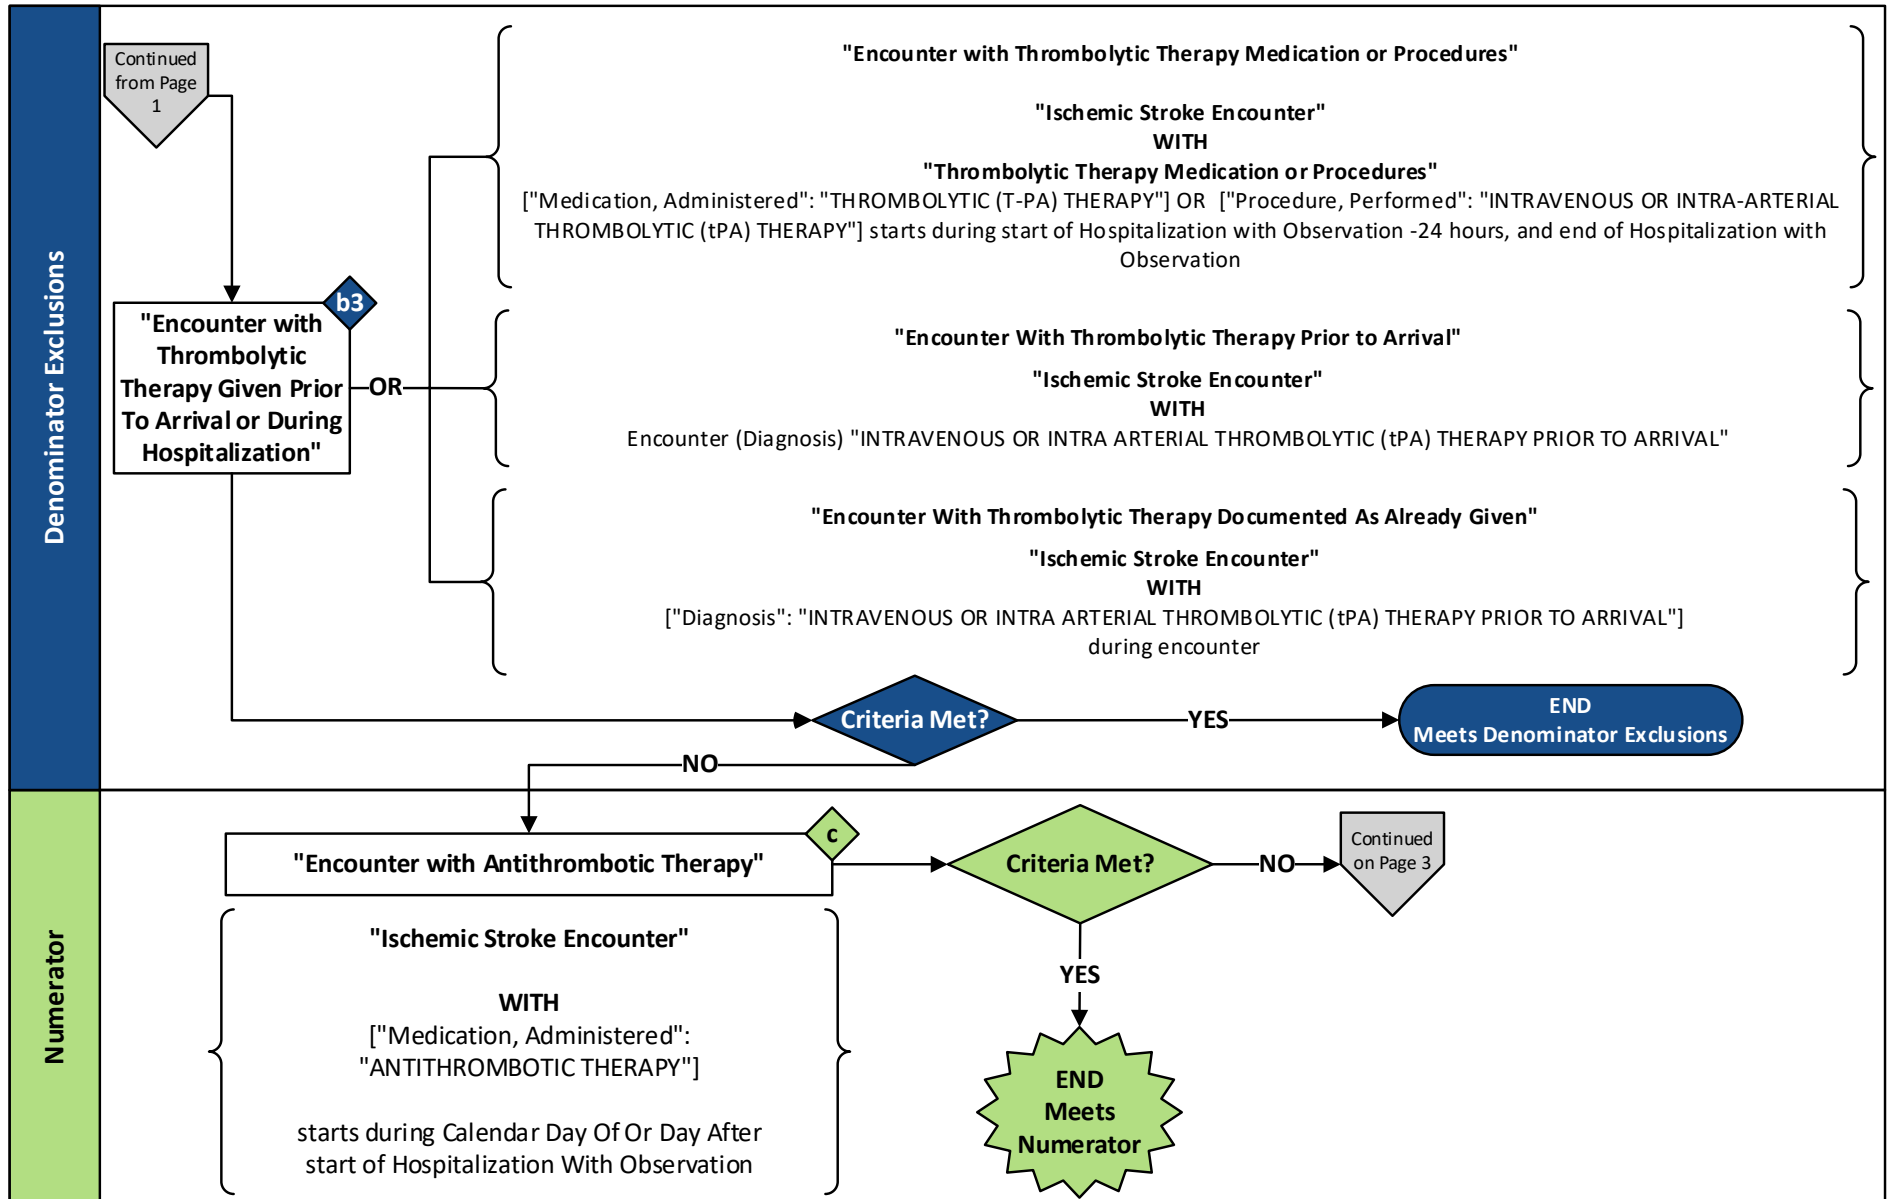 Denominator Exclusions
Continued
from Page
1
"Encounter with
Thrombolytic
Therapy Given Prior
To Arrival or During
Hospitalization"
b3
OR
"Encounter with Thrombolytic Therapy Medication or Procedures"
"Ischemic Stroke Encounter"
WITH
"Thrombolytic Therapy Medication or Procedures"
["Medication, Administered": "THROMBOLYTIC (T-PA) THERAPY"] OR ["Procedure, Performed": "INTRAVENOUS OR INTRA-ARTERIAL
THROMBOLYTIC (tPA) THERAPY"] starts during start of Hospitalization with Observation -24 hours, and end of Hospitalization with
Observation
"Encounter With Thrombolytic Therapy Prior to Arrival"
"Ischemic Stroke Encounter"
WITH
Encounter (Diagnosis) "INTRAVENOUS OR INTRA ARTERIAL THROMBOLYTIC (tPA) THERAPY PRIOR TO ARRIVAL"
"Encounter With Thrombolytic Therapy Documented As Already Given"
"Ischemic Stroke Encounter"
WITH
["Diagnosis": "INTRAVENOUS OR INTRA ARTERIAL THROMBOLYTIC (tPA) THERAPY PRIOR TO ARRIVAL"]
during encounter
Criteria Met?
YES
END
Meets Denominator Exclusions
NO
Numerator
"Encounter with Antithrombotic Therapy"
c
Criteria Met?
NO
Continued
on Page 3
"Ischemic Stroke Encounter"
WITH
["Medication, Administered":
"ANTITHROMBOTIC THERAPY"]
starts during Calendar Day Of Or Day After
start of Hospitalization With Observation
YES
END
Meets
Numerator